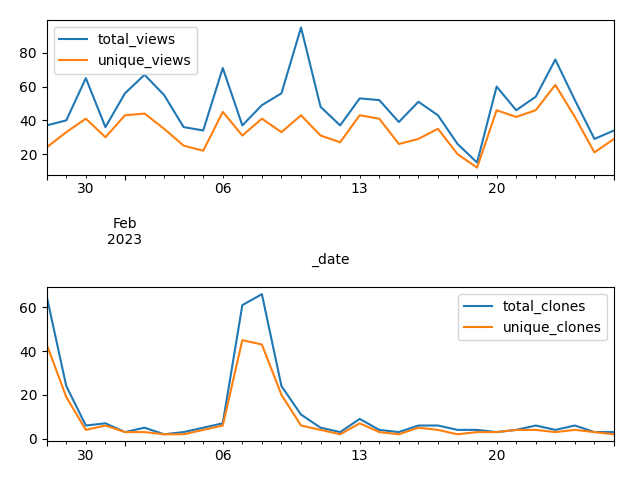 total_views
unique_views
80
60
40
20
30 06 13 20
Feb
2023
_date
total_clones
unique_clones
60
40
20
0
30 06 13 20